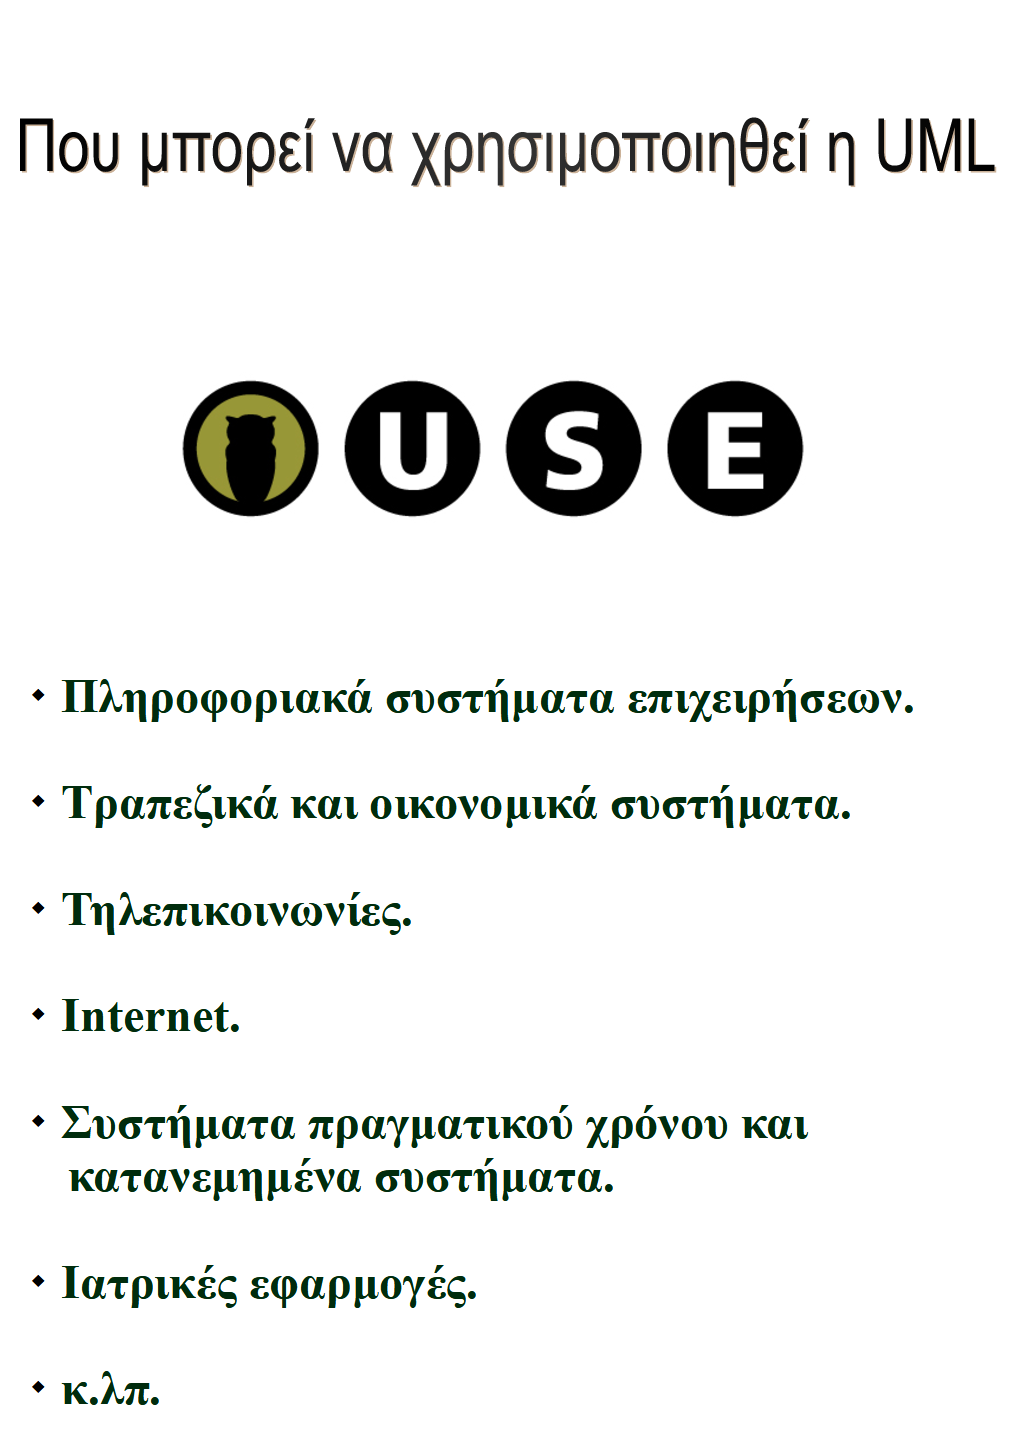 Που μπορεί να χρησιμοποιηθεί η UML
USE
Πληροφοριακά συστήματα επιχειρήσεων.
Τραπεζικά και οικονομικά συστήματα.
Τηλεπικοινωνίες.
Internet.
Συστήματα πραγματικού χρόνου και
κατανεμημένα συστήματα.
Ιατρικές εφαρμογές.
κ.λπ.